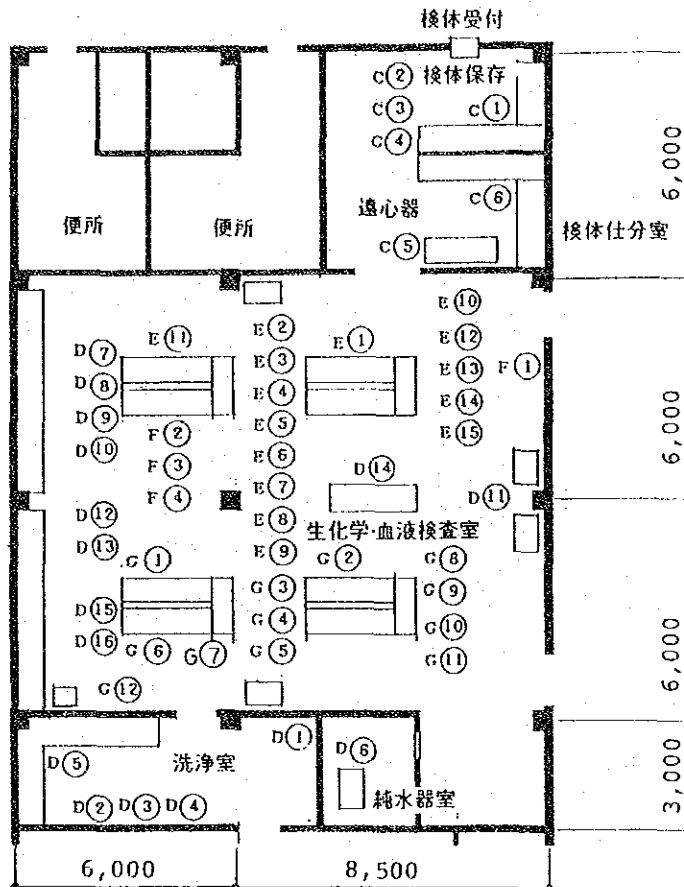 検体受付
C② 検体保存
C③ C①
C④
C⑥
遠心器
便所 便所
C⑤
検体仕分室
6,000
E⑩
E② E⑫
D⑦ E⑪ E③ E① E⑬ F①
D⑧ E④ E⑭
D⑨ F② E⑤ E⑮
D⑩ F③ E⑥
F④ E⑦ D⑭ D⑪
6,000
D⑫ E⑧ 生化学・血液検査室
D⑬ G① E⑨ G② G⑧
G③ G⑨
D⑮ G④ G⑩
D⑯ G⑥ G⑦ G⑤ G⑪
G⑫
6,000
D① D⑥
D⑤ 洗浄室
D② D③ D④ 純水器室
3,000
6,000 8,500